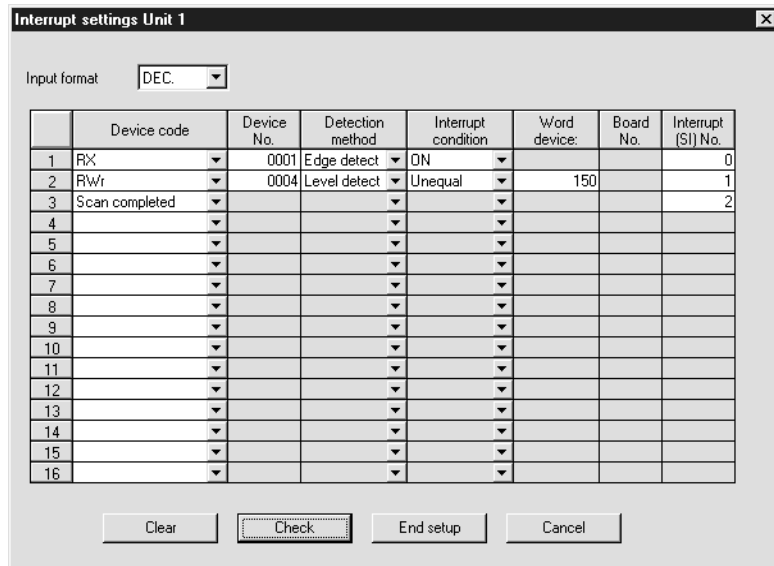 Interrupt settings Unit 1
Input format DEC.
Device code Device No. Detection method Interrupt condition Word device: Board No. Interrupt (SI) No.
1 RX 0001 Edge detect ON 0
2 RWr 0004 Level detect Unequal 150 1
3 Scan completed 2
4
5
6
7
8
9
10
11
12
13
14
15
16
Clear Check End setup Cancel